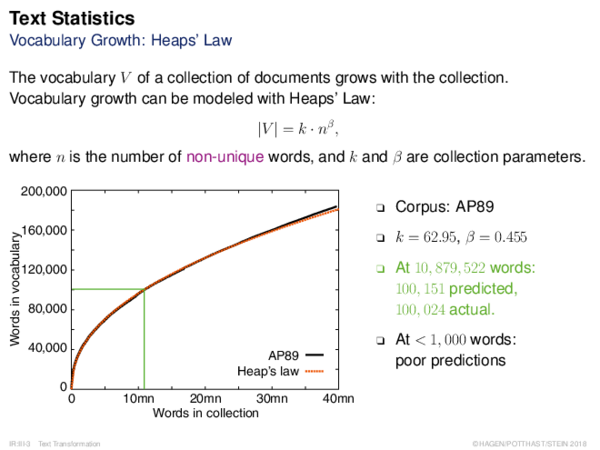 Text Statistics
Vocabulary Growth: Heaps' Law
The vocabulary V of a collection of documents grows with the collection.
Vocabulary growth can be modeled with Heaps' Law:
|V| = k · n^β,
where n is the number of non-unique words, and k and β are collection parameters.
200,000
160,000
120,000
80,000
40,000
0
Words in vocabulary
AP89
Heap's law
0 10mn 20mn 30mn 40mn
Words in collection
❑ Corpus: AP89
❑ k = 62.95, β = 0.455
❑ At 10,879,522 words:
100,151 predicted,
100,024 actual.
❑ At < 1,000 words:
poor predictions
IR:III-3 Text Transformation
©HAGEN/POTTHAST/STEIN 2018